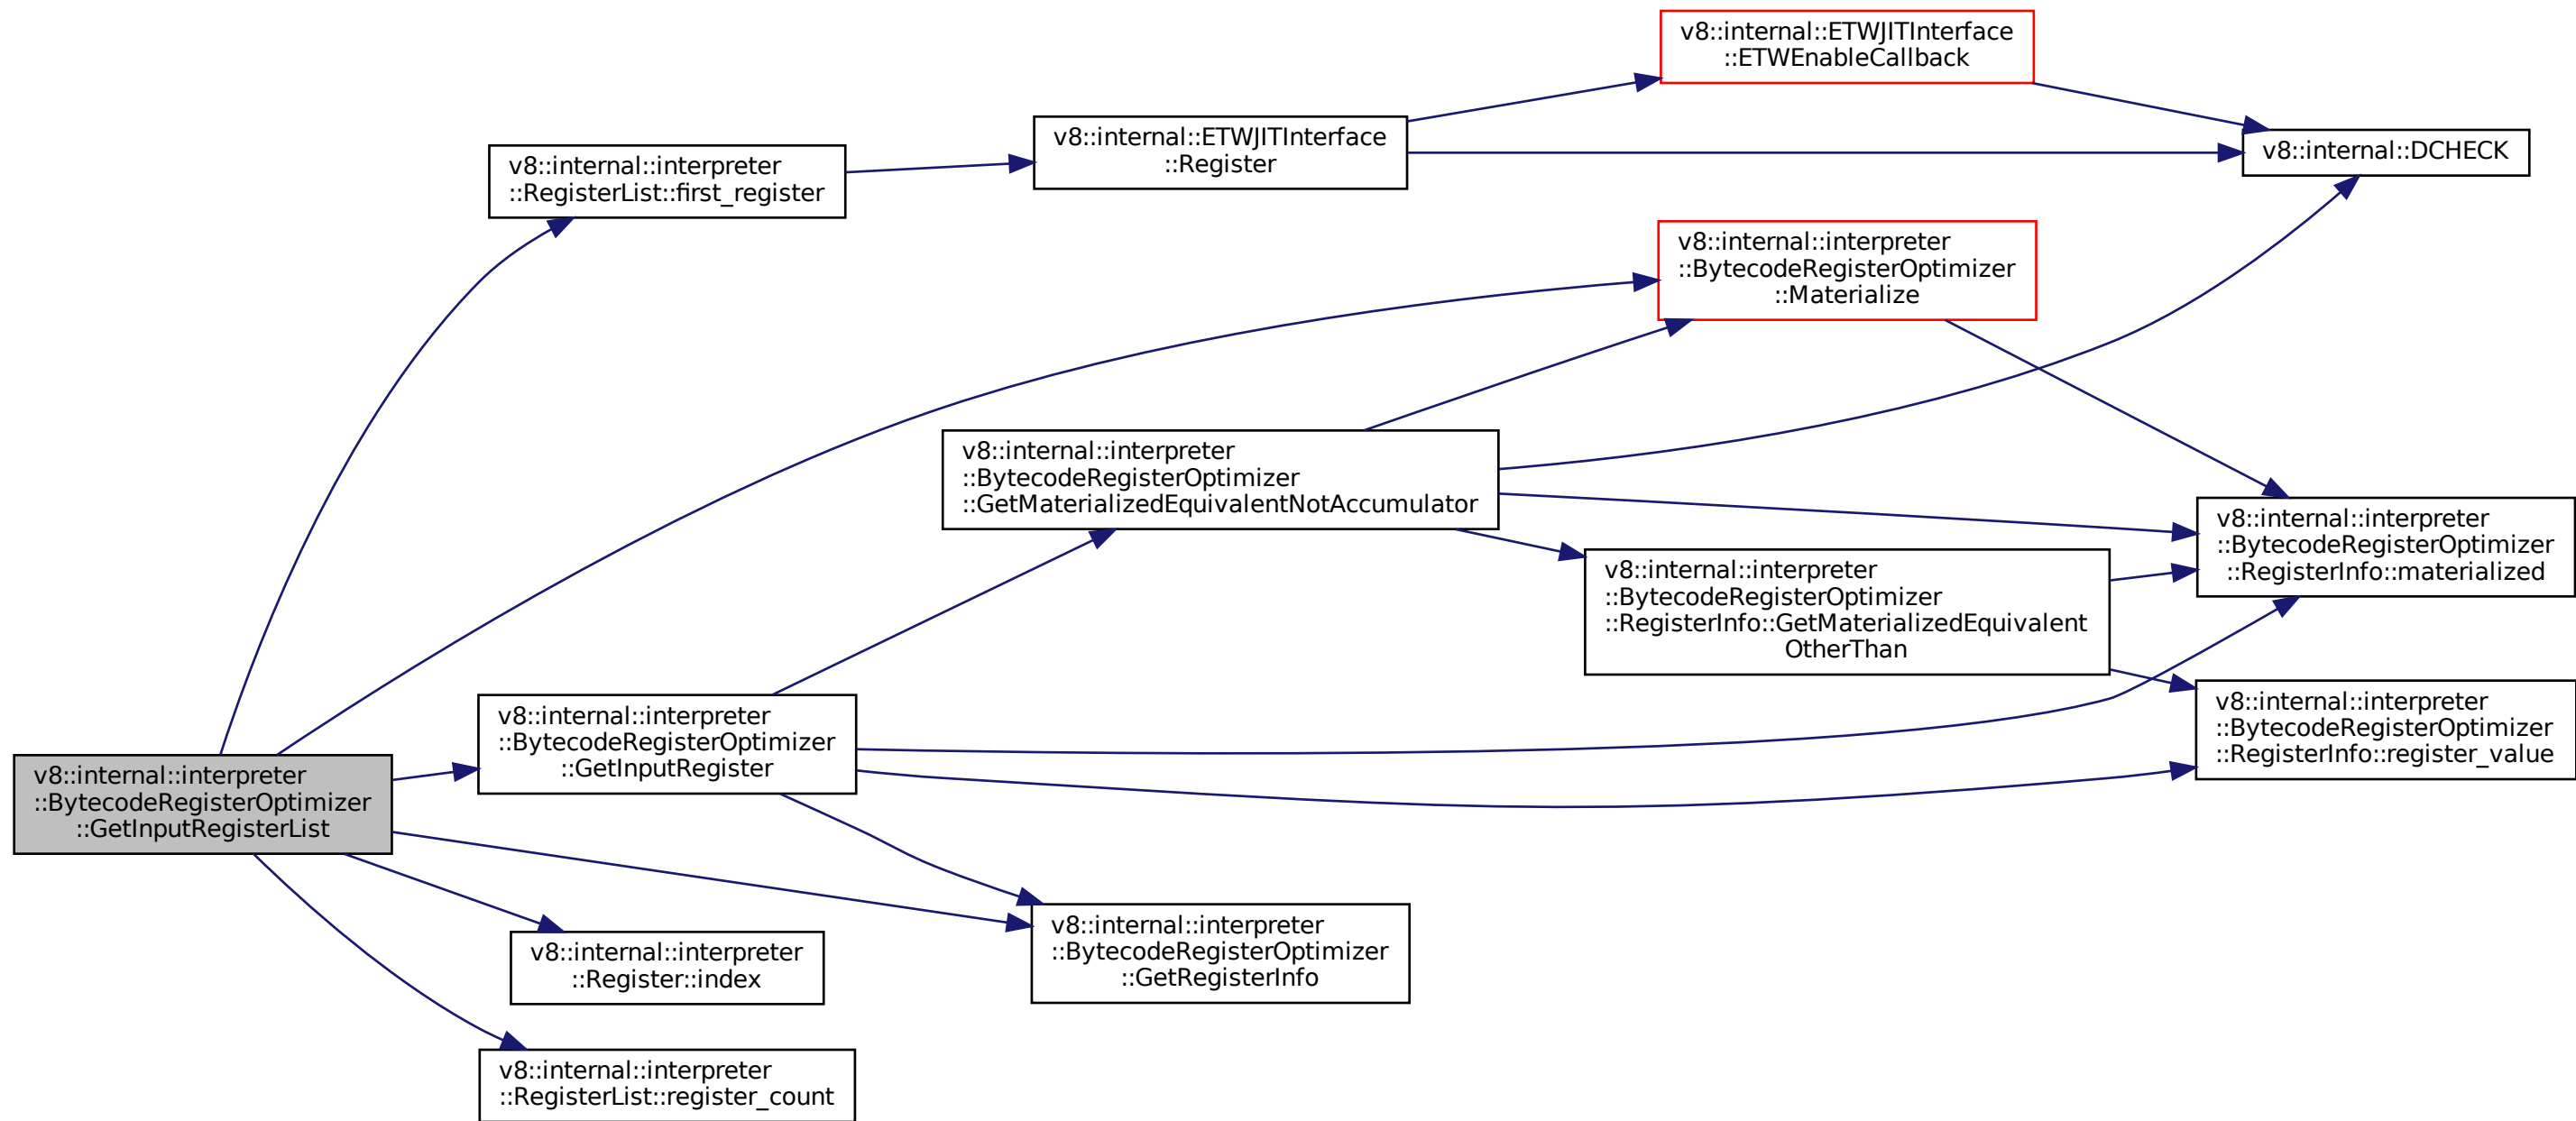 v8::internal::interpreter
::BytecodeRegisterOptimizer
::GetInputRegisterList
v8::internal::interpreter
::RegisterList::first_register
v8::internal::ETWJITInterface
::Register
v8::internal::ETWJITInterface
::ETWEnableCallback
v8::internal::DCHECK
v8::internal::interpreter
::BytecodeRegisterOptimizer
::Materialize
v8::internal::interpreter
::BytecodeRegisterOptimizer
::GetMaterializedEquivalentNotAccumulator
v8::internal::interpreter
::BytecodeRegisterOptimizer
::RegisterInfo::materialized
v8::internal::interpreter
::BytecodeRegisterOptimizer
::RegisterInfo::GetMaterializedEquivalent
OtherThan
v8::internal::interpreter
::BytecodeRegisterOptimizer
::RegisterInfo::register_value
v8::internal::interpreter
::BytecodeRegisterOptimizer
::GetInputRegister
v8::internal::interpreter
::BytecodeRegisterOptimizer
::GetRegisterInfo
v8::internal::interpreter
::Register::index
v8::internal::interpreter
::RegisterList::register_count